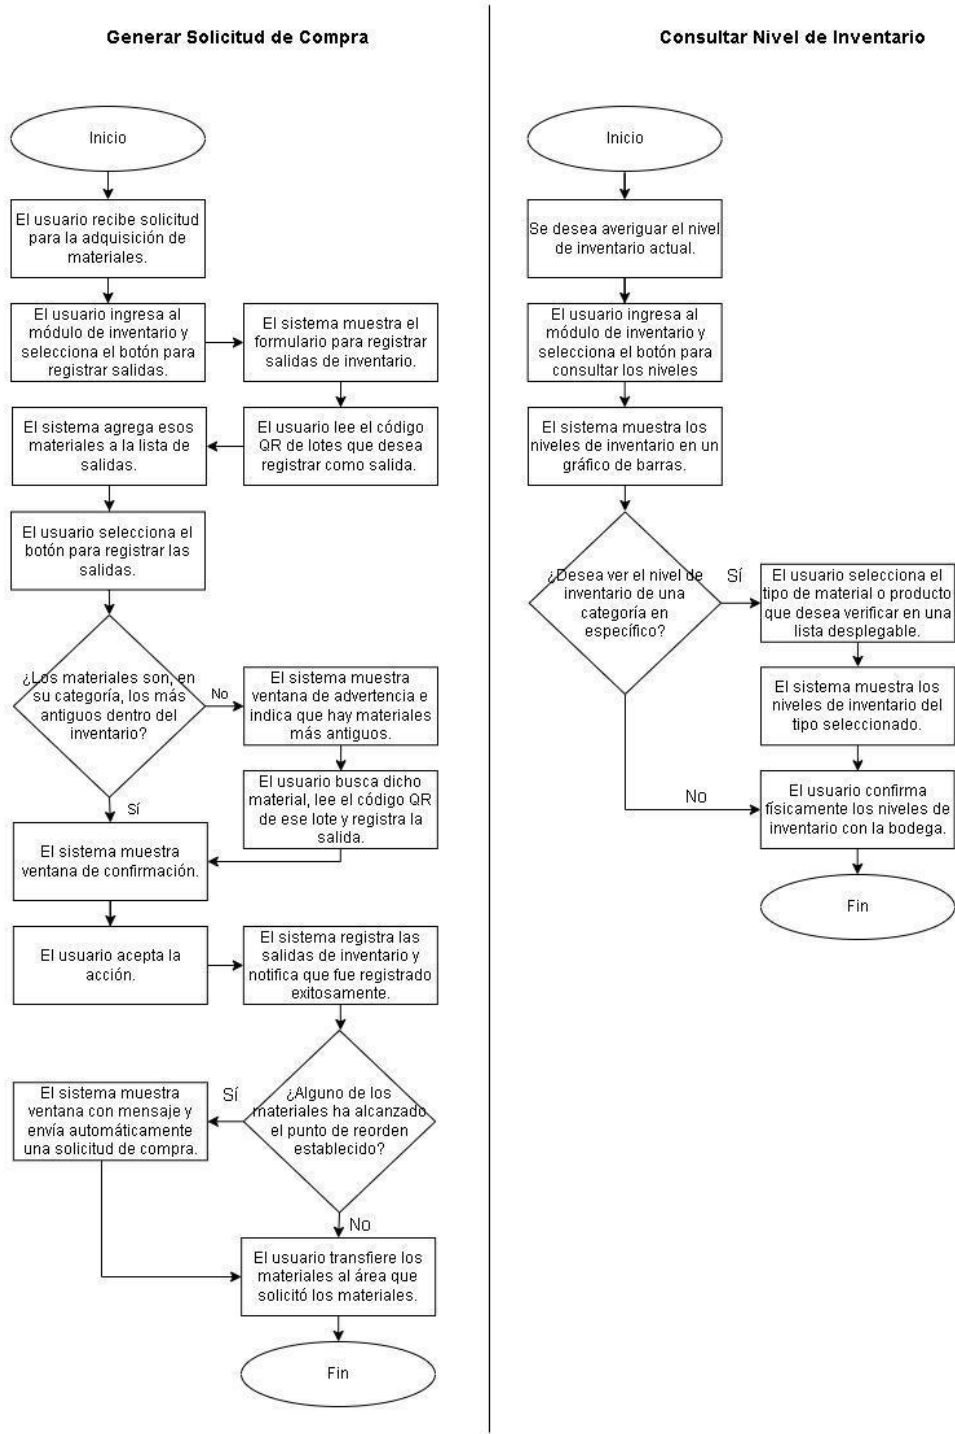 Generar Solicitud de Compra
Inicio
El usuario recibe solicitud
para la adquisición de
materiales.
El usuario ingresa al
módulo de inventario y
selecciona el botón para
registrar salidas.
El sistema muestra el
formulario para registrar
salidas de inventario.
El usuario lee el código
QR de lotes que desea
registrar como salida.
El sistema agrega esos
materiales a la lista de
salidas.
El usuario selecciona el
botón para registrar las
salidas.
¿Los materiales son, en
su categoría, los más
antiguos dentro del
inventario?
No
El sistema muestra
ventana de advertencia e
indica que hay materiales
más antiguos.
El usuario busca dicho
material, lee el código QR
de ese lote y registra la
salida.
Sí
El sistema muestra
ventana de confirmación.
El usuario acepta la
acción.
El sistema registra las
salidas de inventario y
notifica que fue registrado
exitosamente.
¿Alguno de los
materiales ha alcanzado
el punto de reorden
establecido?
Sí
El sistema muestra
ventana con mensaje y
envía automáticamente
una solicitud de compra.
No
El usuario transfiere los
materiales al área que
solicitó los materiales.
Fin
Consultar Nivel de Inventario
Inicio
Se desea averiguar el nivel
de inventario actual.
El usuario ingresa al
módulo de inventario y
selecciona el botón para
consultar los niveles
El sistema muestra los
niveles de inventario en un
gráfico de barras.
¿Desea ver el nivel de
inventario de una
categoría en
específico?
Sí
El usuario selecciona el
tipo de material o producto
que desea verificar en una
lista desplegable.
El sistema muestra los
niveles de inventario del
tipo seleccionado.
No
El usuario confirma
físicamente los niveles de
inventario con la bodega.
Fin